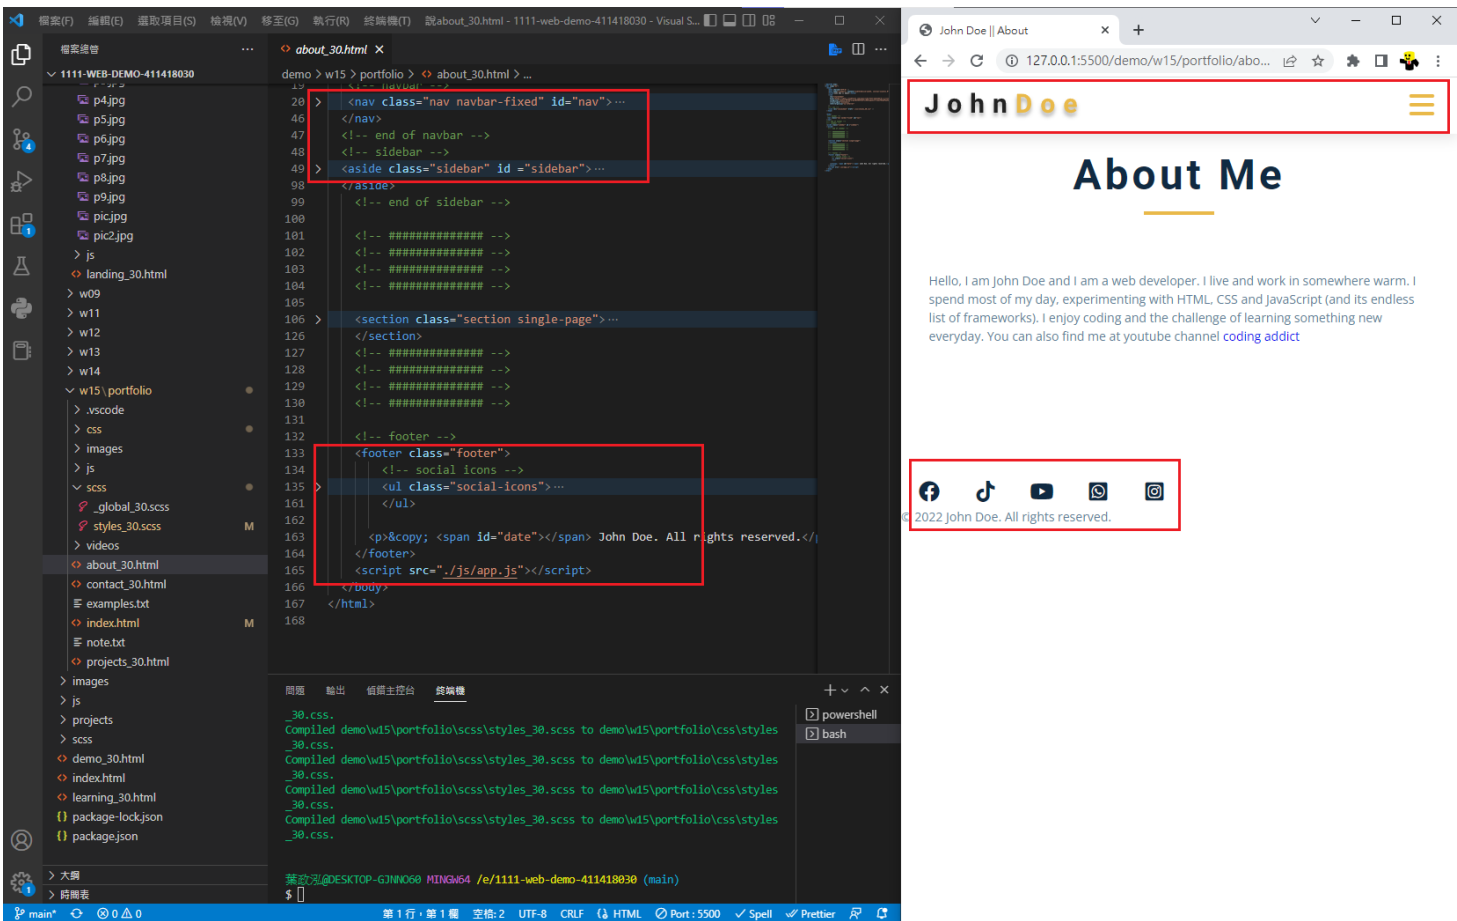 檔案(F) 編輯(E) 選取項目(S) 檢視(V) 移至(G) 執行(R) 終端機(T) 說about_30.html - 1111-web-demo-411418030 - Visual S...
檔案總管
1111-WEB-DEMO-411418030
p4.jpg
p5.jpg
p6.jpg
p7.jpg
p8.jpg
p9.jpg
pic.jpg
pic2.jpg
js
landing_30.html
w09
w11
w12
w13
w14
w15\portfolio
.vscode
css
images
js
scss
_global_30.scss
styles_30.scss M
videos
about_30.html
contact_30.html
examples.txt
index.html M
note.txt
projects_30.html
images
js
projects
scss
demo_30.html
index.html
learning_30.html
package-lock.json
package.json
大綱
時間表
about_30.html
demo > w15 > portfolio > about_30.html > ...
19 <!-- navbar -->
20 <nav class="nav navbar-fixed" id="nav">...
46 </nav>
47 <!-- end of navbar -->
48 <!-- sidebar -->
49 <aside class="sidebar" id ="sidebar">...
98 </aside>
99 <!-- end of sidebar -->
100
101 <!-- ############## -->
102 <!-- ############## -->
103 <!-- ############## -->
104 <!-- ############## -->
105
106 <section class="section single-page">...
126 </section>
127 <!-- ############## -->
128 <!-- ############## -->
129 <!-- ############## -->
130 <!-- ############## -->
131
132 <!-- footer -->
133 <footer class="footer">
134 <!-- social icons -->
135 <ul class="social-icons">...
161 </ul>
162
163 <p>&copy; <span id="date"></span> John Doe. All rights reserved.</
164 </footer>
165 <script src="./js/app.js"></script>
166 </body>
167 </html>
168
問題 輸出 偵錯主控台 終端機
_30.css.
Compiled demo\w15\portfolio\scss\styles_30.scss to demo\w15\portfolio\css\styles
_30.css.
Compiled demo\w15\portfolio\scss\styles_30.scss to demo\w15\portfolio\css\styles
_30.css.
Compiled demo\w15\portfolio\scss\styles_30.scss to demo\w15\portfolio\css\styles
_30.css.
Compiled demo\w15\portfolio\scss\styles_30.scss to demo\w15\portfolio\css\styles
_30.css.
葉政泓@DESKTOP-GJNNO60 MINGW64 /e/1111-web-demo-411418030 (main)
$
powershell
bash
main* 0 0 第 1 行，第 1 欄 空格: 2 UTF-8 CRLF HTML Port : 5500 Spell Prettier
John Doe || About
127.0.0.1:5500/demo/w15/portfolio/abo...
JohnDoe
About Me
Hello, I am John Doe and I am a web developer. I live and work in somewhere warm. I
spend most of my day, experimenting with HTML, CSS and JavaScript (and its endless
list of frameworks). I enjoy coding and the challenge of learning something new
everyday. You can also find me at youtube channel coding addict
© 2022 John Doe. All rights reserved.